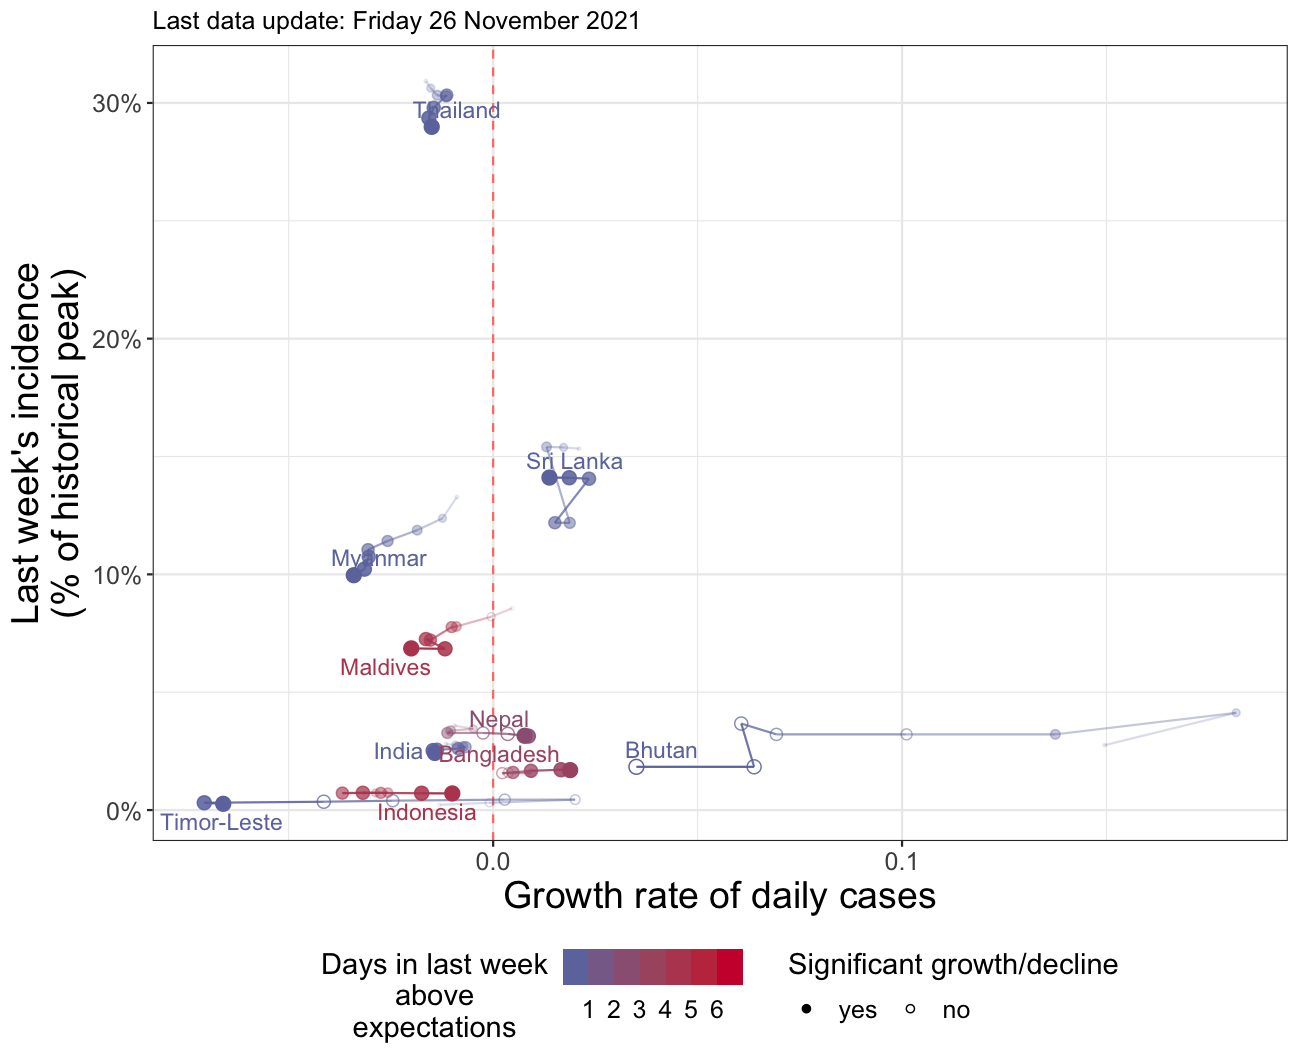 Last data update: Friday 26 November 2021
30%
20%
10%
0%
Last week's incidence
(% of historical peak)
Thailand
Sri Lanka
Myanmar
Maldives
Nepal
India
Bangladesh
Bhutan
Indonesia
Timor-Leste
0.0
0.1
Growth rate of daily cases
Days in last week
above
expectations
1 2 3 4 5 6
Significant growth/decline
yes no